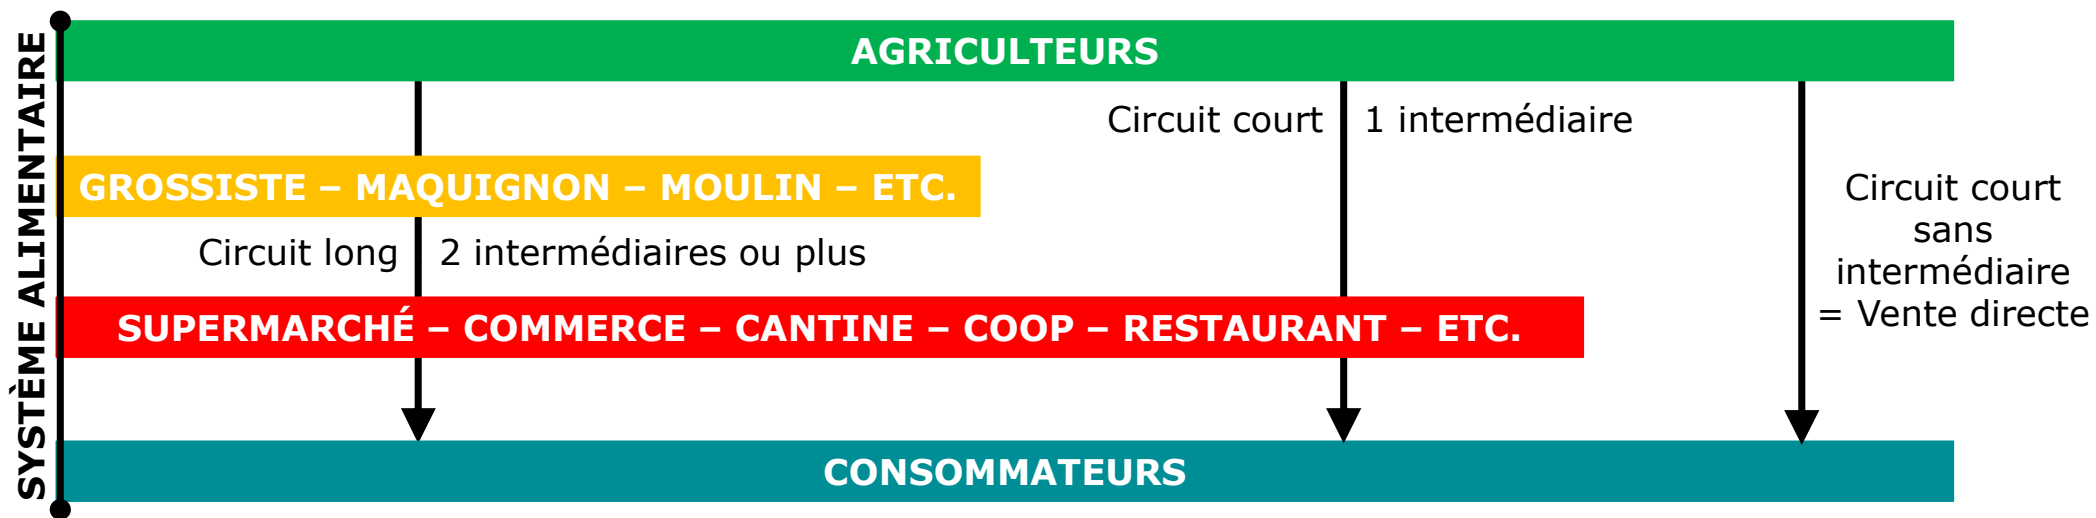 SYSTÈME ALIMENTAIRE
AGRICULTEURS
Circuit court
1 intermédiaire
GROSSISTE – MAQUIGNON – MOULIN – ETC.
Circuit court
sans
intermédiaire
= Vente directe
Circuit long
2 intermédiaires ou plus
SUPERMARCHÉ – COMMERCE – CANTINE – COOP – RESTAURANT – ETC.
CONSOMMATEURS